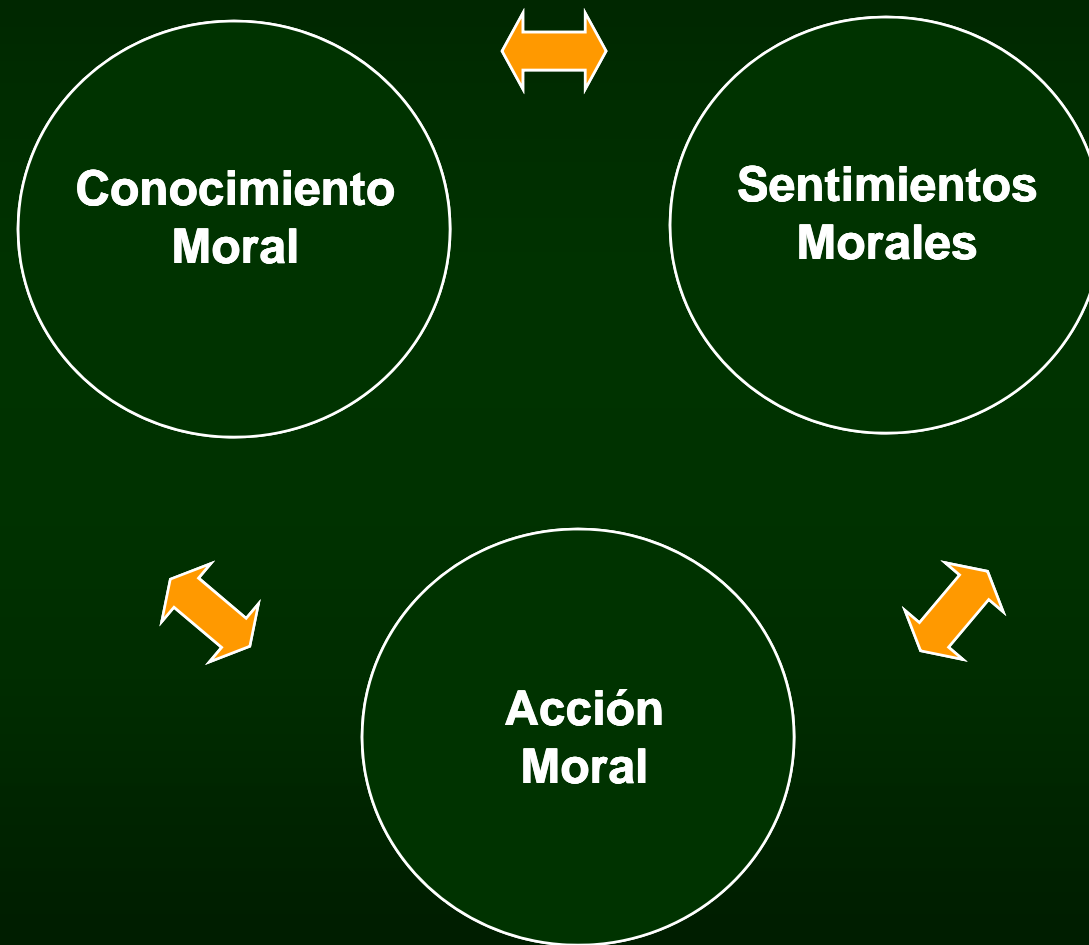 Conocimiento
Moral
Sentimientos
Morales
Acción
Moral